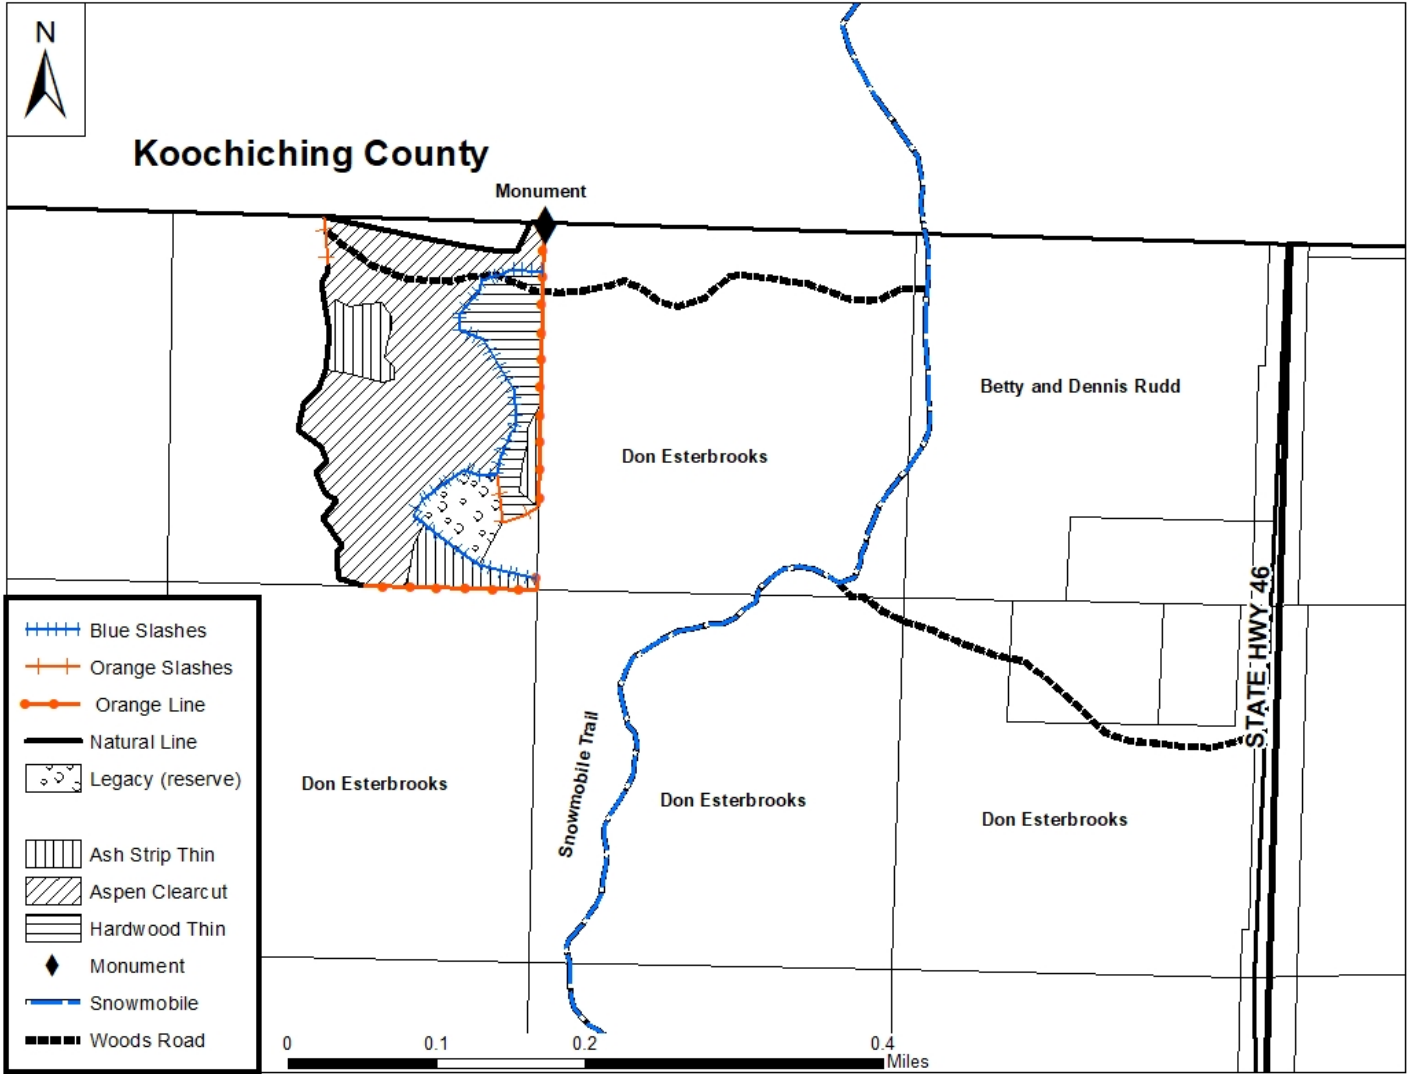 N
Koochiching County
Monument
Betty and Dennis Rudd
Don Esterbrooks
STATE HWY 46
Snowmobile Trail
Don Esterbrooks
Don Esterbrooks
Don Esterbrooks
Blue Slashes
Orange Slashes
Orange Line
Natural Line
Legacy (reserve)
Ash Strip Thin
Aspen Clearcut
Hardwood Thin
Monument
Snowmobile
Woods Road
0 0.1 0.2 0.4
Miles